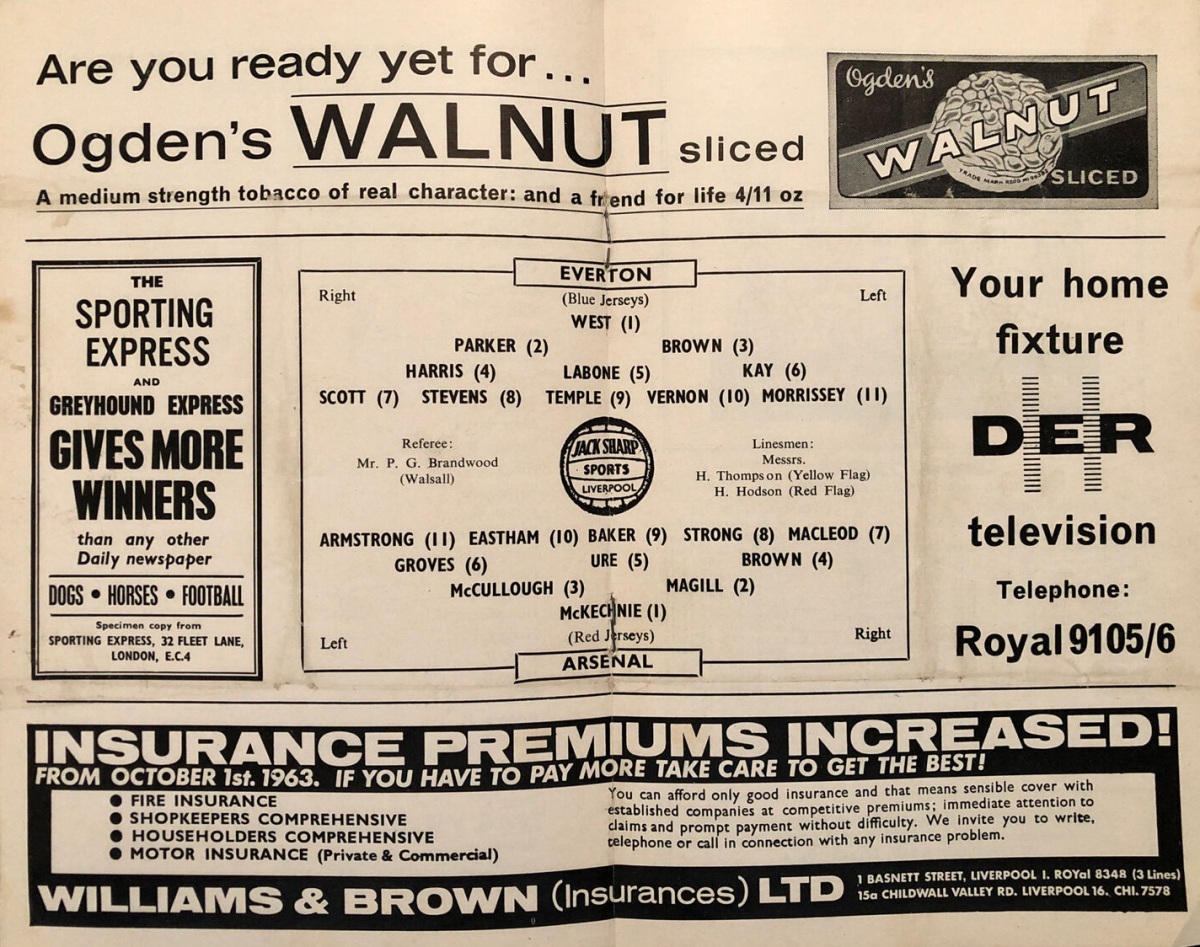 Are you ready yet for...
Ogden's WALNUT sliced
A medium strength tobacco of real character: and a friend for life 4/11 oz
Ogden's
WALNUT
SLICED
THE
SPORTING
EXPRESS
AND
GREYHOUND EXPRESS
GIVES MORE
WINNERS
than any other
Daily newspaper
DOGS • HORSES • FOOTBALL
Specimen copy from
SPORTING EXPRESS, 32 FLEET LANE,
LONDON, E.C.4
EVERTON
Right (Blue Jerseys) Left
WEST (1)
PARKER (2) BROWN (3)
HARRIS (4) LABONE (5) KAY (6)
SCOTT (7) STEVENS (8) TEMPLE (9) VERNON (10) MORRISSEY (11)
Referee:
Mr. P. G. Brandwood
(Walsall)
JACK SHARP
SPORTS
LIVERPOOL
Linesmen:
Messrs.
H. Thompson (Yellow Flag)
H. Hodson (Red Flag)
ARMSTRONG (11) EASTHAM (10) BAKER (9) STRONG (8) MACLEOD (7)
GROVES (6) URE (5) BROWN (4)
McCULLOUGH (3) MAGILL (2)
McKECHNIE (1)
Left (Red Jerseys) Right
ARSENAL
Your home
fixture
DER
television
Telephone:
Royal 9105/6
INSURANCE PREMIUMS INCREASED!
FROM OCTOBER 1st. 1963. IF YOU HAVE TO PAY MORE TAKE CARE TO GET THE BEST!
● FIRE INSURANCE
● SHOPKEEPERS COMPREHENSIVE
● HOUSEHOLDERS COMPREHENSIVE
● MOTOR INSURANCE (Private & Commercial)
You can afford only good insurance and that means sensible cover with
established companies at competitive premiums; immediate attention to
claims and prompt payment without difficulty. We invite you to write,
telephone or call in connection with any insurance problem.
WILLIAMS & BROWN (Insurances) LTD
1 BASNETT STREET, LIVERPOOL 1. ROYal 8348 (3 Lines)
15a CHILDWALL VALLEY RD. LIVERPOOL 16. CHI. 7578